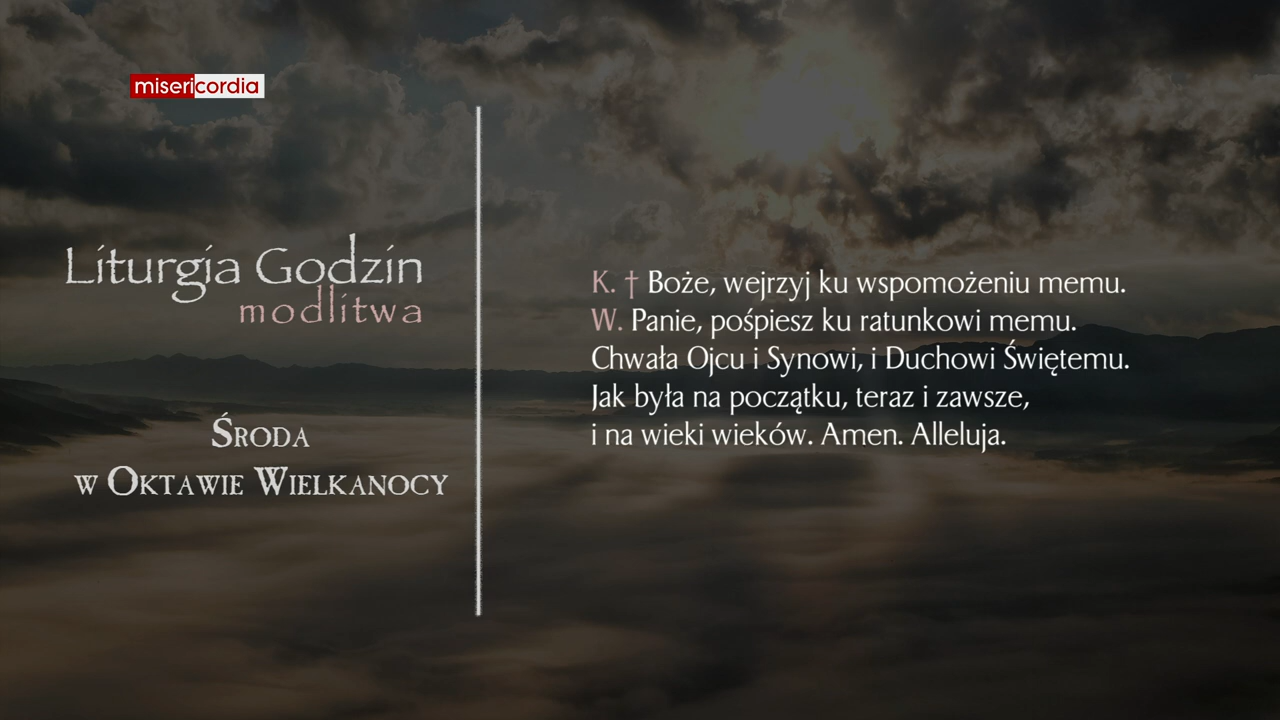 misericordia
Liturgia Godzin
modlitwa
Środa
w Oktawie Wielkanocy
K. † Boże, wejrzyj ku wspomożeniu memu.
W. Panie, pośpiesz ku ratunkowi memu.
Chwała Ojcu i Synowi, i Duchowi Świętemu.
Jak była na początku, teraz i zawsze,
i na wieki wieków. Amen. Alleluja.